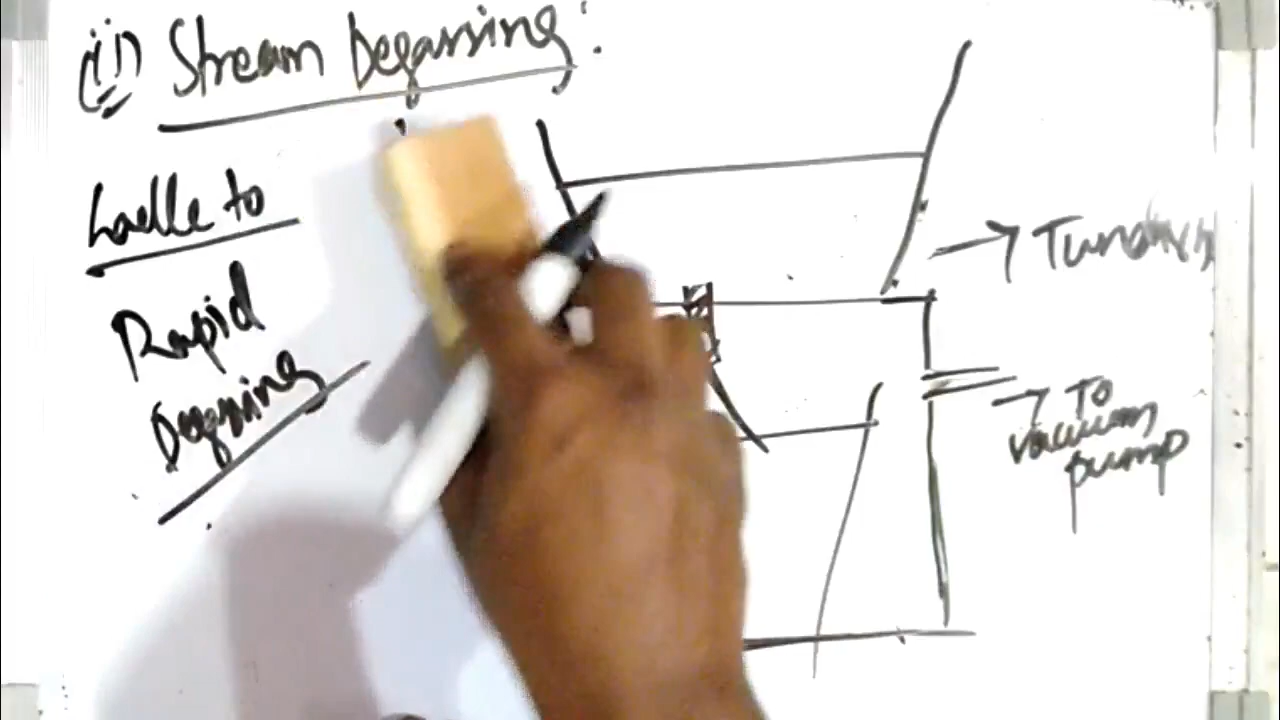 (ii) Stream Degassing:
Ladle to
Rapid
Degassing
→ Tundish
→ To
vacuum
pump